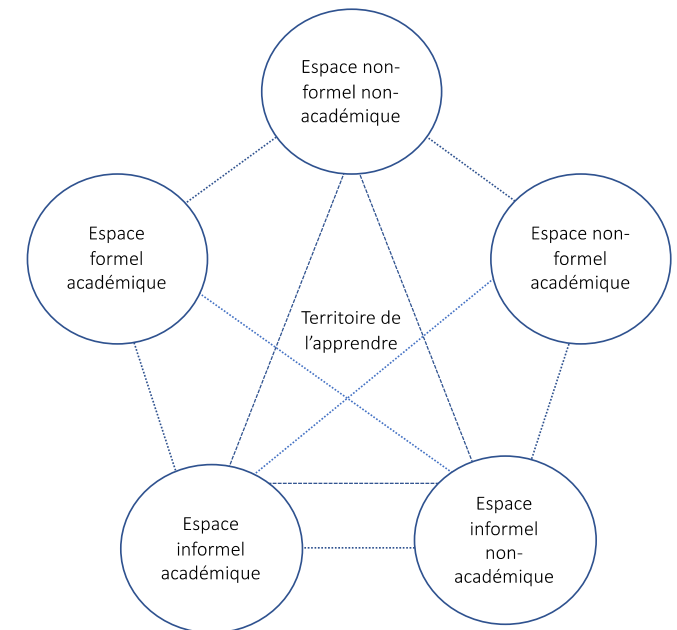 Espace non-
formel non-
académique
Espace
formel
académique
Espace non-
formel
académique
Territoire de
l’apprendre
Espace
informel
académique
Espace
informel
non-
académique